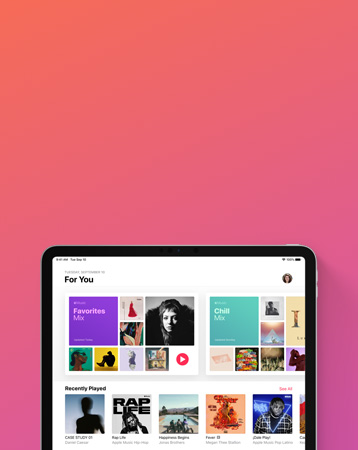 9:41 AM Tue Sep 10
100%
TUESDAY, SEPTEMBER 10
For You
Music
Favorites
Mix
Music
Chill
Mix
Recently Played
See All
CASE STUDY 01
Daniel Caesar
RAP
LIFE
Rap Life
Apple Music Hip-Hop
Happiness Begins
Jonas Brothers
Fever
Megan Thee Stallion
¡Dale Play!
Apple Music Pop Latino